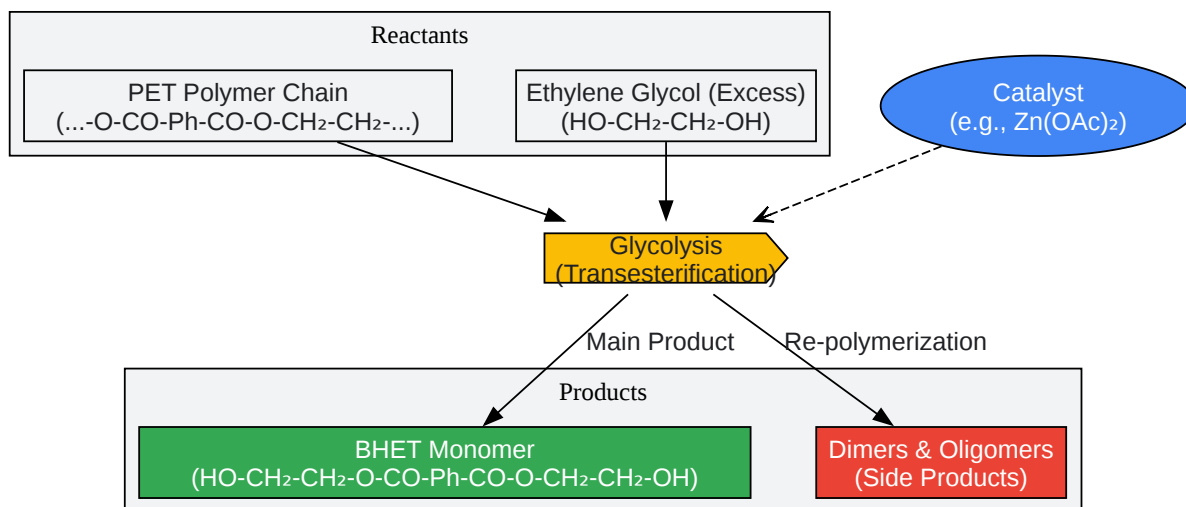 Reactants
PET Polymer Chain
(...-O-CO-Ph-CO-O-CH₂-CH₂-...)
Ethylene Glycol (Excess)
(HO-CH₂-CH₂-OH)
Catalyst
(e.g., Zn(OAc)₂)
Glycolysis
(Transesterification)
Main Product
Re-polymerization
Products
BHET Monomer
(HO-CH₂-CH₂-O-CO-Ph-CO-O-CH₂-CH₂-OH)
Dimers & Oligomers
(Side Products)